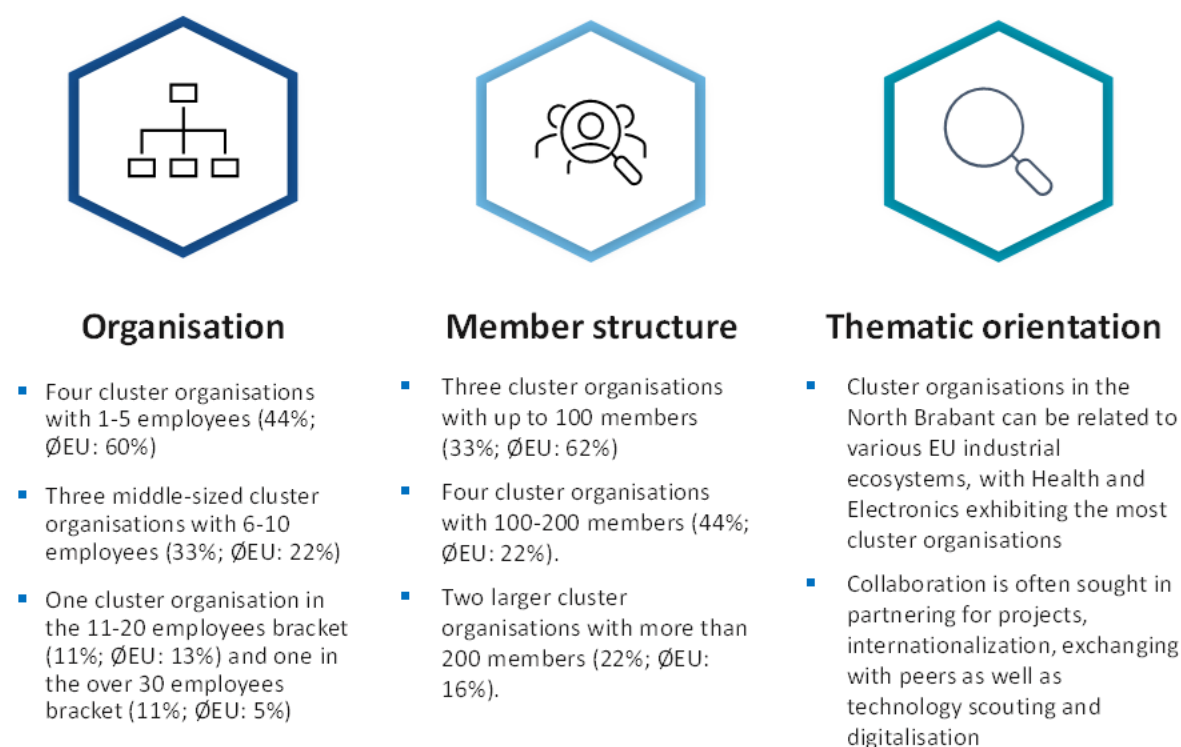 Organisation
▪ Four cluster organisations
with 1-5 employees (44%;
ØEU: 60%)
▪ Three middle-sized cluster
organisations with 6-10
employees (33%; ØEU: 22%)
▪ One cluster organisation in
the 11-20 employees bracket
(11%; ØEU: 13%) and one in
the over 30 employees
bracket (11%; ØEU: 5%)
Member structure
▪ Three cluster organisations
with up to 100 members
(33%; ØEU: 62%)
▪ Four cluster organisations
with 100-200 members (44%;
ØEU: 22%).
▪ Two larger cluster
organisations with more than
200 members (22%; ØEU:
16%).
Thematic orientation
▪ Cluster organisations in the
North Brabant can be related to
various EU industrial
ecosystems, with Health and
Electronics exhibiting the most
cluster organisations
▪ Collaboration is often sought in
partnering for projects,
internationalization, exchanging
with peers as well as
technology scouting and
digitalisation